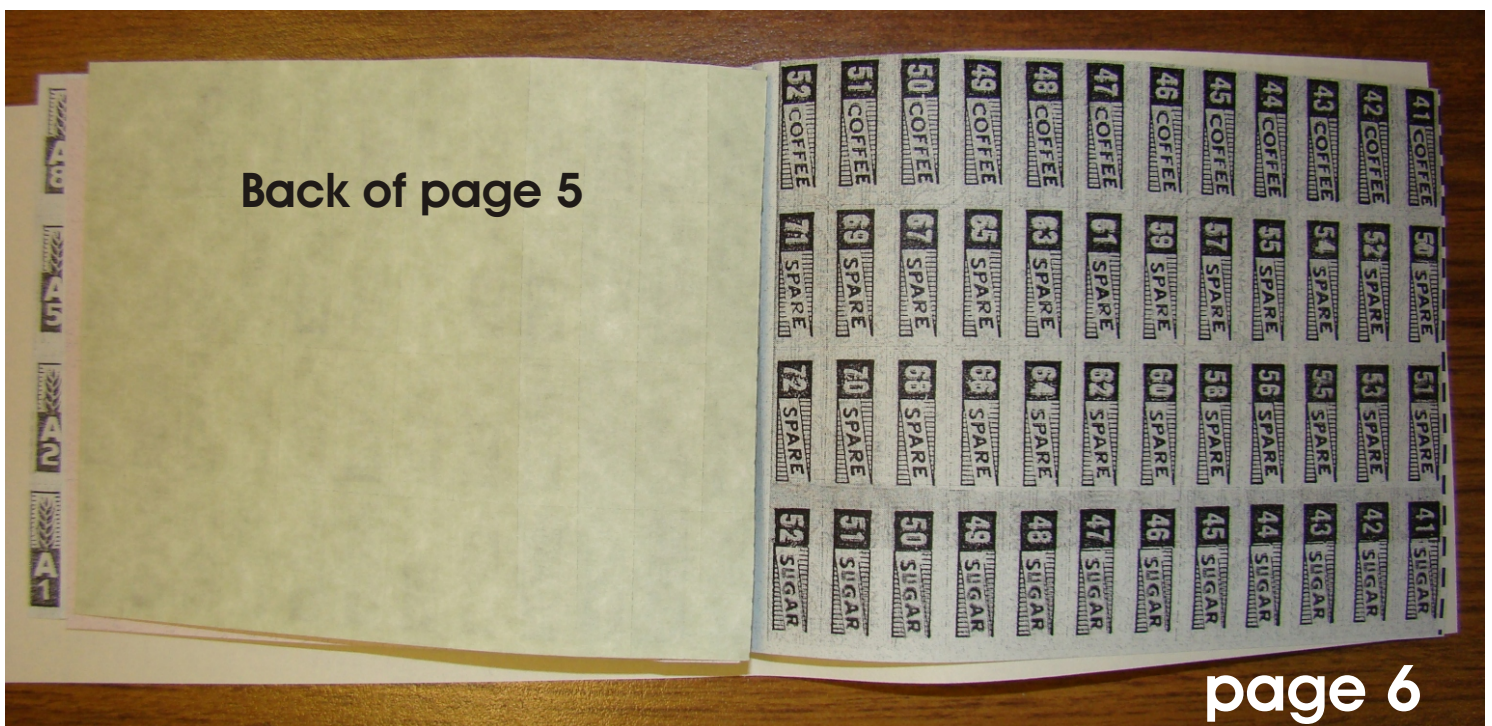 A8
A5
A2
A1
Back of page 5
52 COFFEE 51 COFFEE 50 COFFEE 49 COFFEE 48 COFFEE 47 COFFEE 46 COFFEE 45 COFFEE 44 COFFEE 43 COFFEE 42 COFFEE 41 COFFEE
71 SPARE 69 SPARE 67 SPARE 65 SPARE 63 SPARE 61 SPARE 59 SPARE 57 SPARE 55 SPARE 54 SPARE 52 SPARE 50 SPARE
72 SPARE 70 SPARE 68 SPARE 66 SPARE 64 SPARE 62 SPARE 60 SPARE 58 SPARE 56 SPARE 55 SPARE 53 SPARE 51 SPARE
52 SUGAR 51 SUGAR 50 SUGAR 49 SUGAR 48 SUGAR 47 SUGAR 46 SUGAR 45 SUGAR 44 SUGAR 43 SUGAR 42 SUGAR 41 SUGAR
page 6